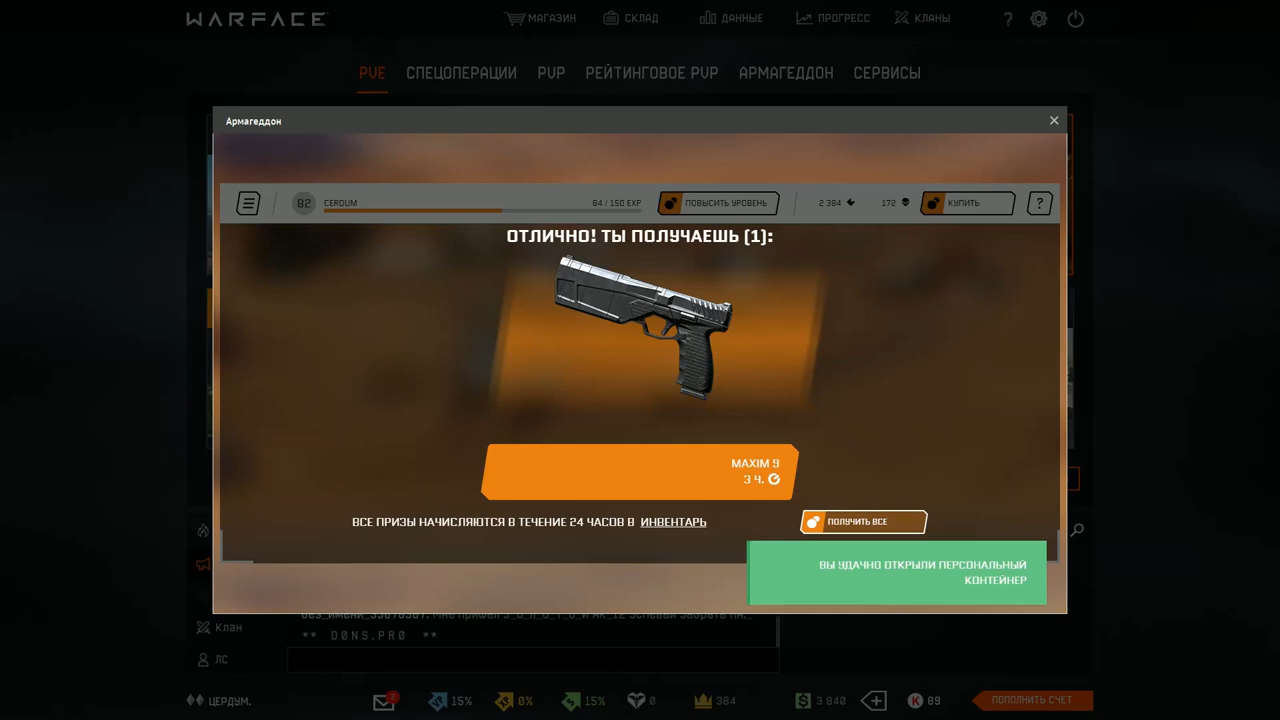 WARFACE
МАГАЗИН
СКЛАД
ДАННЫЕ
ПРОГРЕСС
КЛАНЫ
?
PVE
СПЕЦОПЕРАЦИИ
PVP
РЕЙТИНГОВОЕ PVP
АРМАГЕДДОН
СЕРВИСЫ
Армагеддон
82
CERDUM
84 / 150 EXP
ПОВЫСИТЬ УРОВЕНЬ
2 384
172
КУПИТЬ
?
ОТЛИЧНО! ТЫ ПОЛУЧАЕШЬ (1):
MAXIM 9
3 Ч.
ВСЕ ПРИЗЫ НАЧИСЛЯЮТСЯ В ТЕЧЕНИЕ 24 ЧАСОВ В ИНВЕНТАРЬ
ПОЛУЧИТЬ ВСЕ
ВЫ УДАЧНО ОТКРЫЛИ ПЕРСОНАЛЬНЫЙ
КОНТЕЙНЕР
Клан
** D0NS.PR0 **
ЛС
ЦЕРДУМ,
2
15%
0%
15%
0
384
3 840
K 89
ПОПОЛНИТЬ СЧЕТ